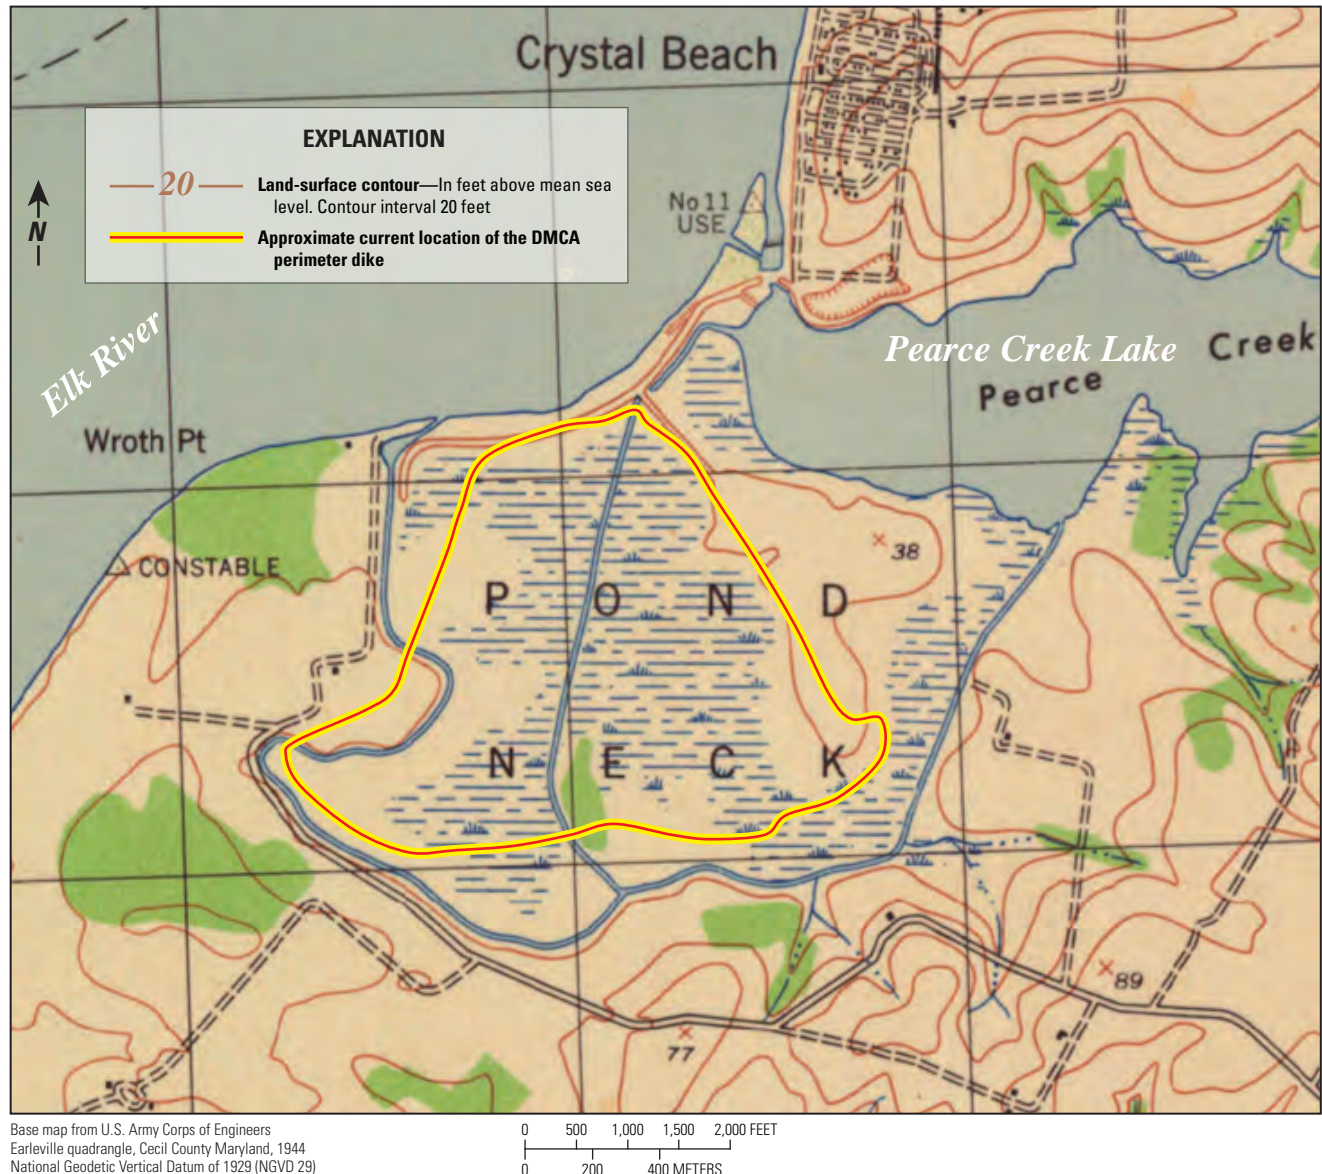 Crystal Beach
EXPLANATION
20
Land-surface contour—In feet above mean sea
level. Contour interval 20 feet
Approximate current location of the DMCA
perimeter dike
N
No 11
USE
Elk River
Pearce Creek Lake
Creek
Pearce
Wroth Pt
CONSTABLE
38
P O N D
N E C K
89
77
Base map from U.S. Army Corps of Engineers
Earleville quadrangle, Cecil County Maryland, 1944
National Geodetic Vertical Datum of 1929 (NGVD 29)
0 500 1,000 1,500 2,000 FEET
0 200 400 METERS